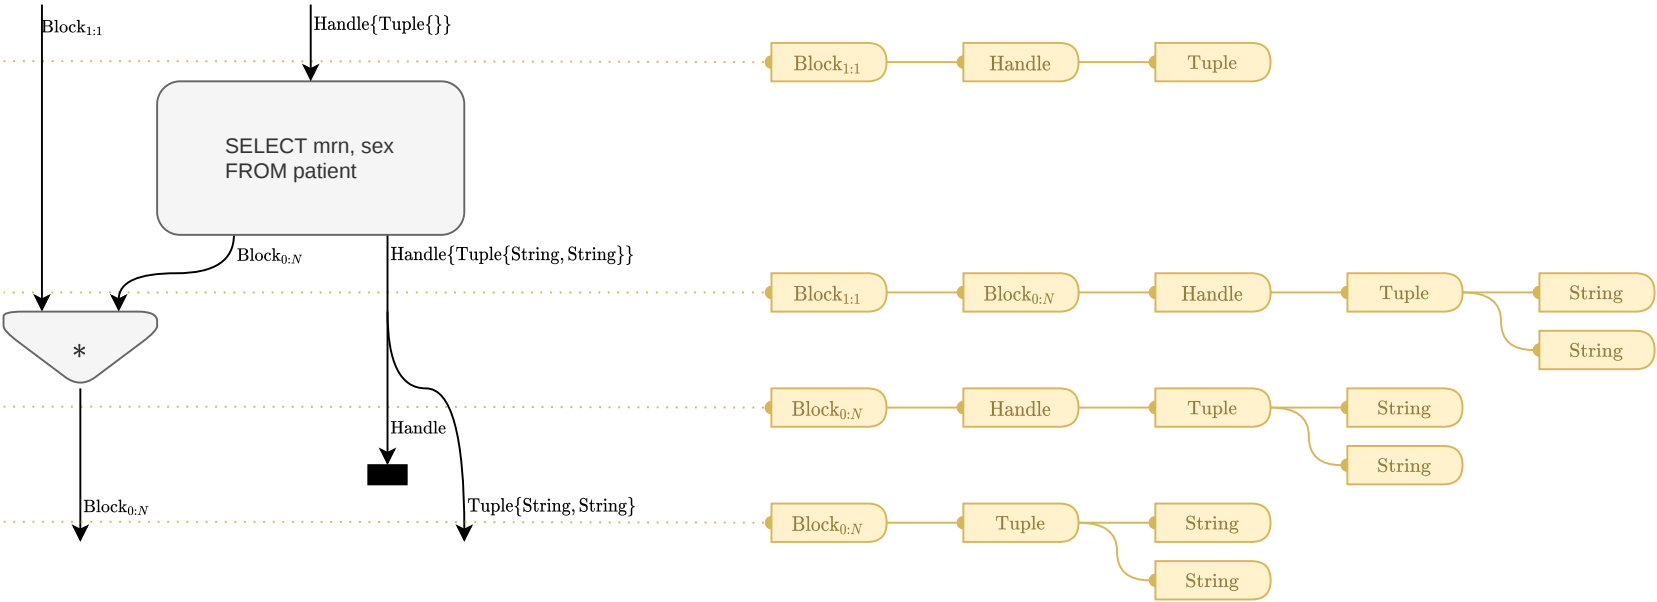 Block1:1
Handle{Tuple{}}
Block1:1
Handle
Tuple
SELECT mrn, sex
FROM patient
Block0:N
Handle{Tuple{String, String}}
Block1:1
Block0:N
Handle
Tuple
String
String
*
Block0:N
Handle
Tuple
String
Handle
String
Block0:N
Tuple{String, String}
Block0:N
Tuple
String
String